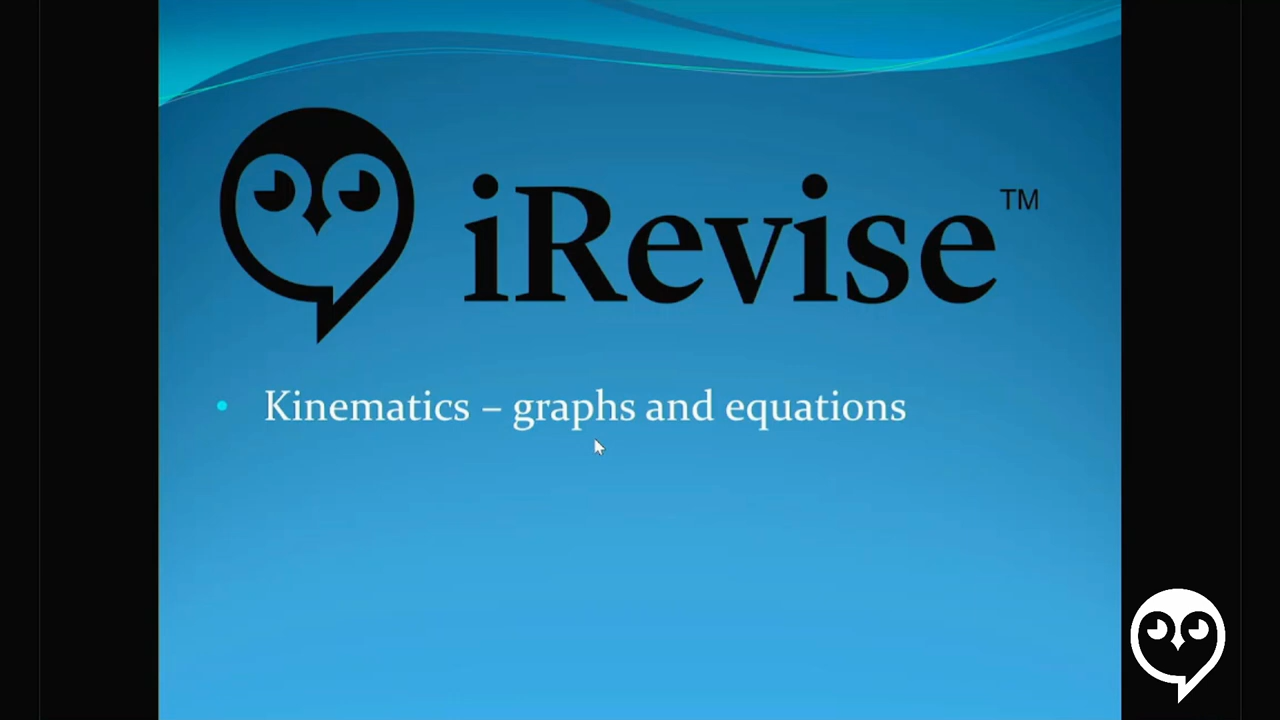 iRevise™
• Kinematics – graphs and equations